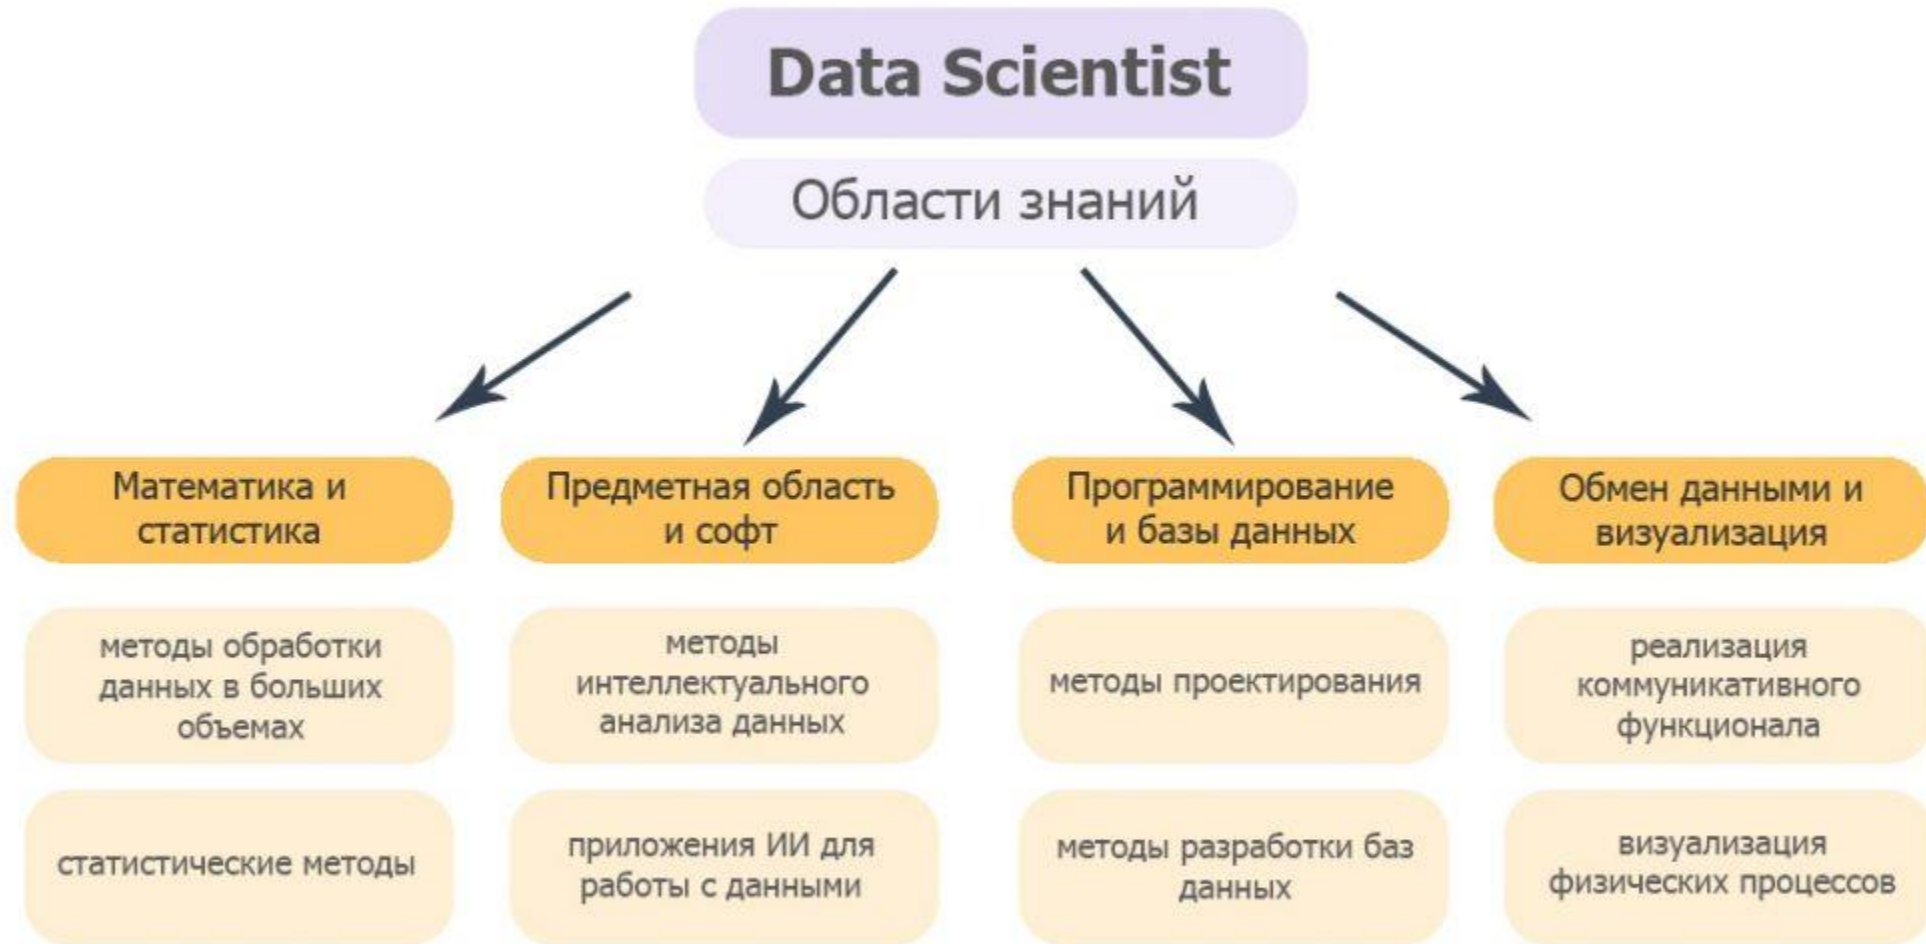 Data Scientist
Области знаний
Математика и
статистика
методы обработки
данных в больших
объемах
статистические методы
Предметная область
и софт
методы
интеллектуального
анализа данных
приложения ИИ для
работы с данными
Программирование
и базы данных
методы проектирования
методы разработки баз
данных
Обмен данными и
визуализация
реализация
коммуникативного
функционала
визуализация
физических процессов